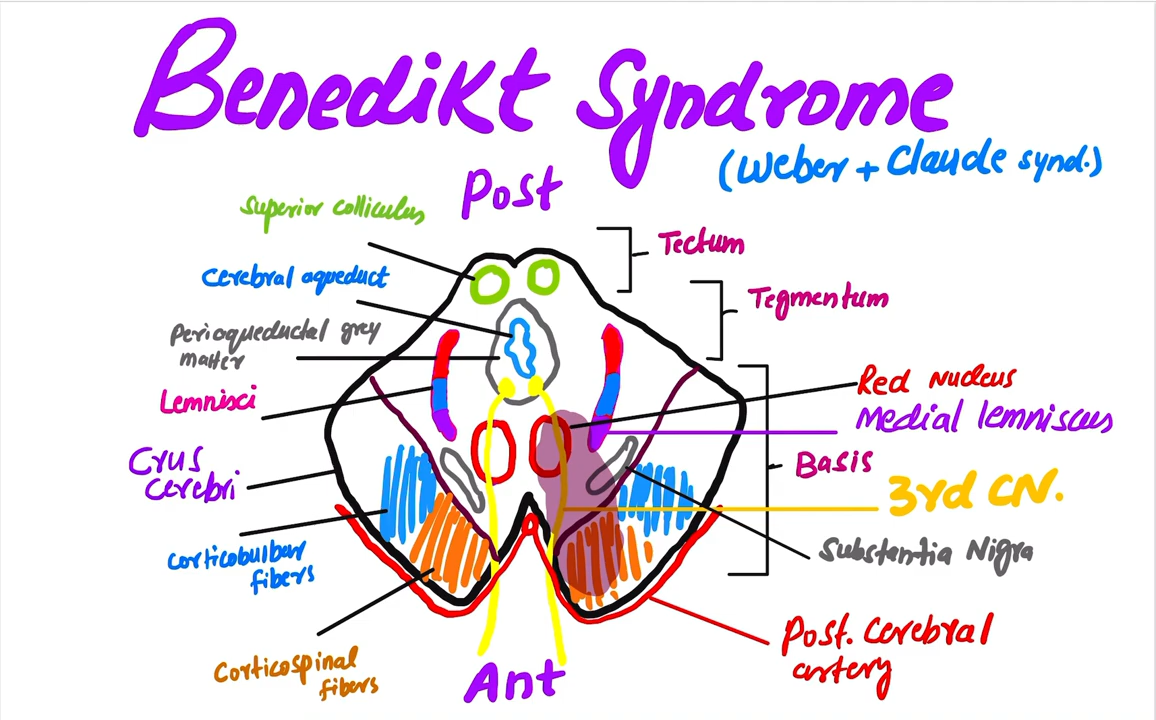 Benedikt Syndrome
(Weber + Claude synd.)
Post
Superior colliculus
Tectum
Cerebral aqueduct
Tegmentum
Periaqueductal grey
matter
Red Nucleus
Lemnisci
Medial lemniscus
Crus
Cerebri
Basis
3rd CN.
Corticobulbar
fibers
Substantia Nigra
Post. Cerebral
artery
Corticospinal
fibers
Ant